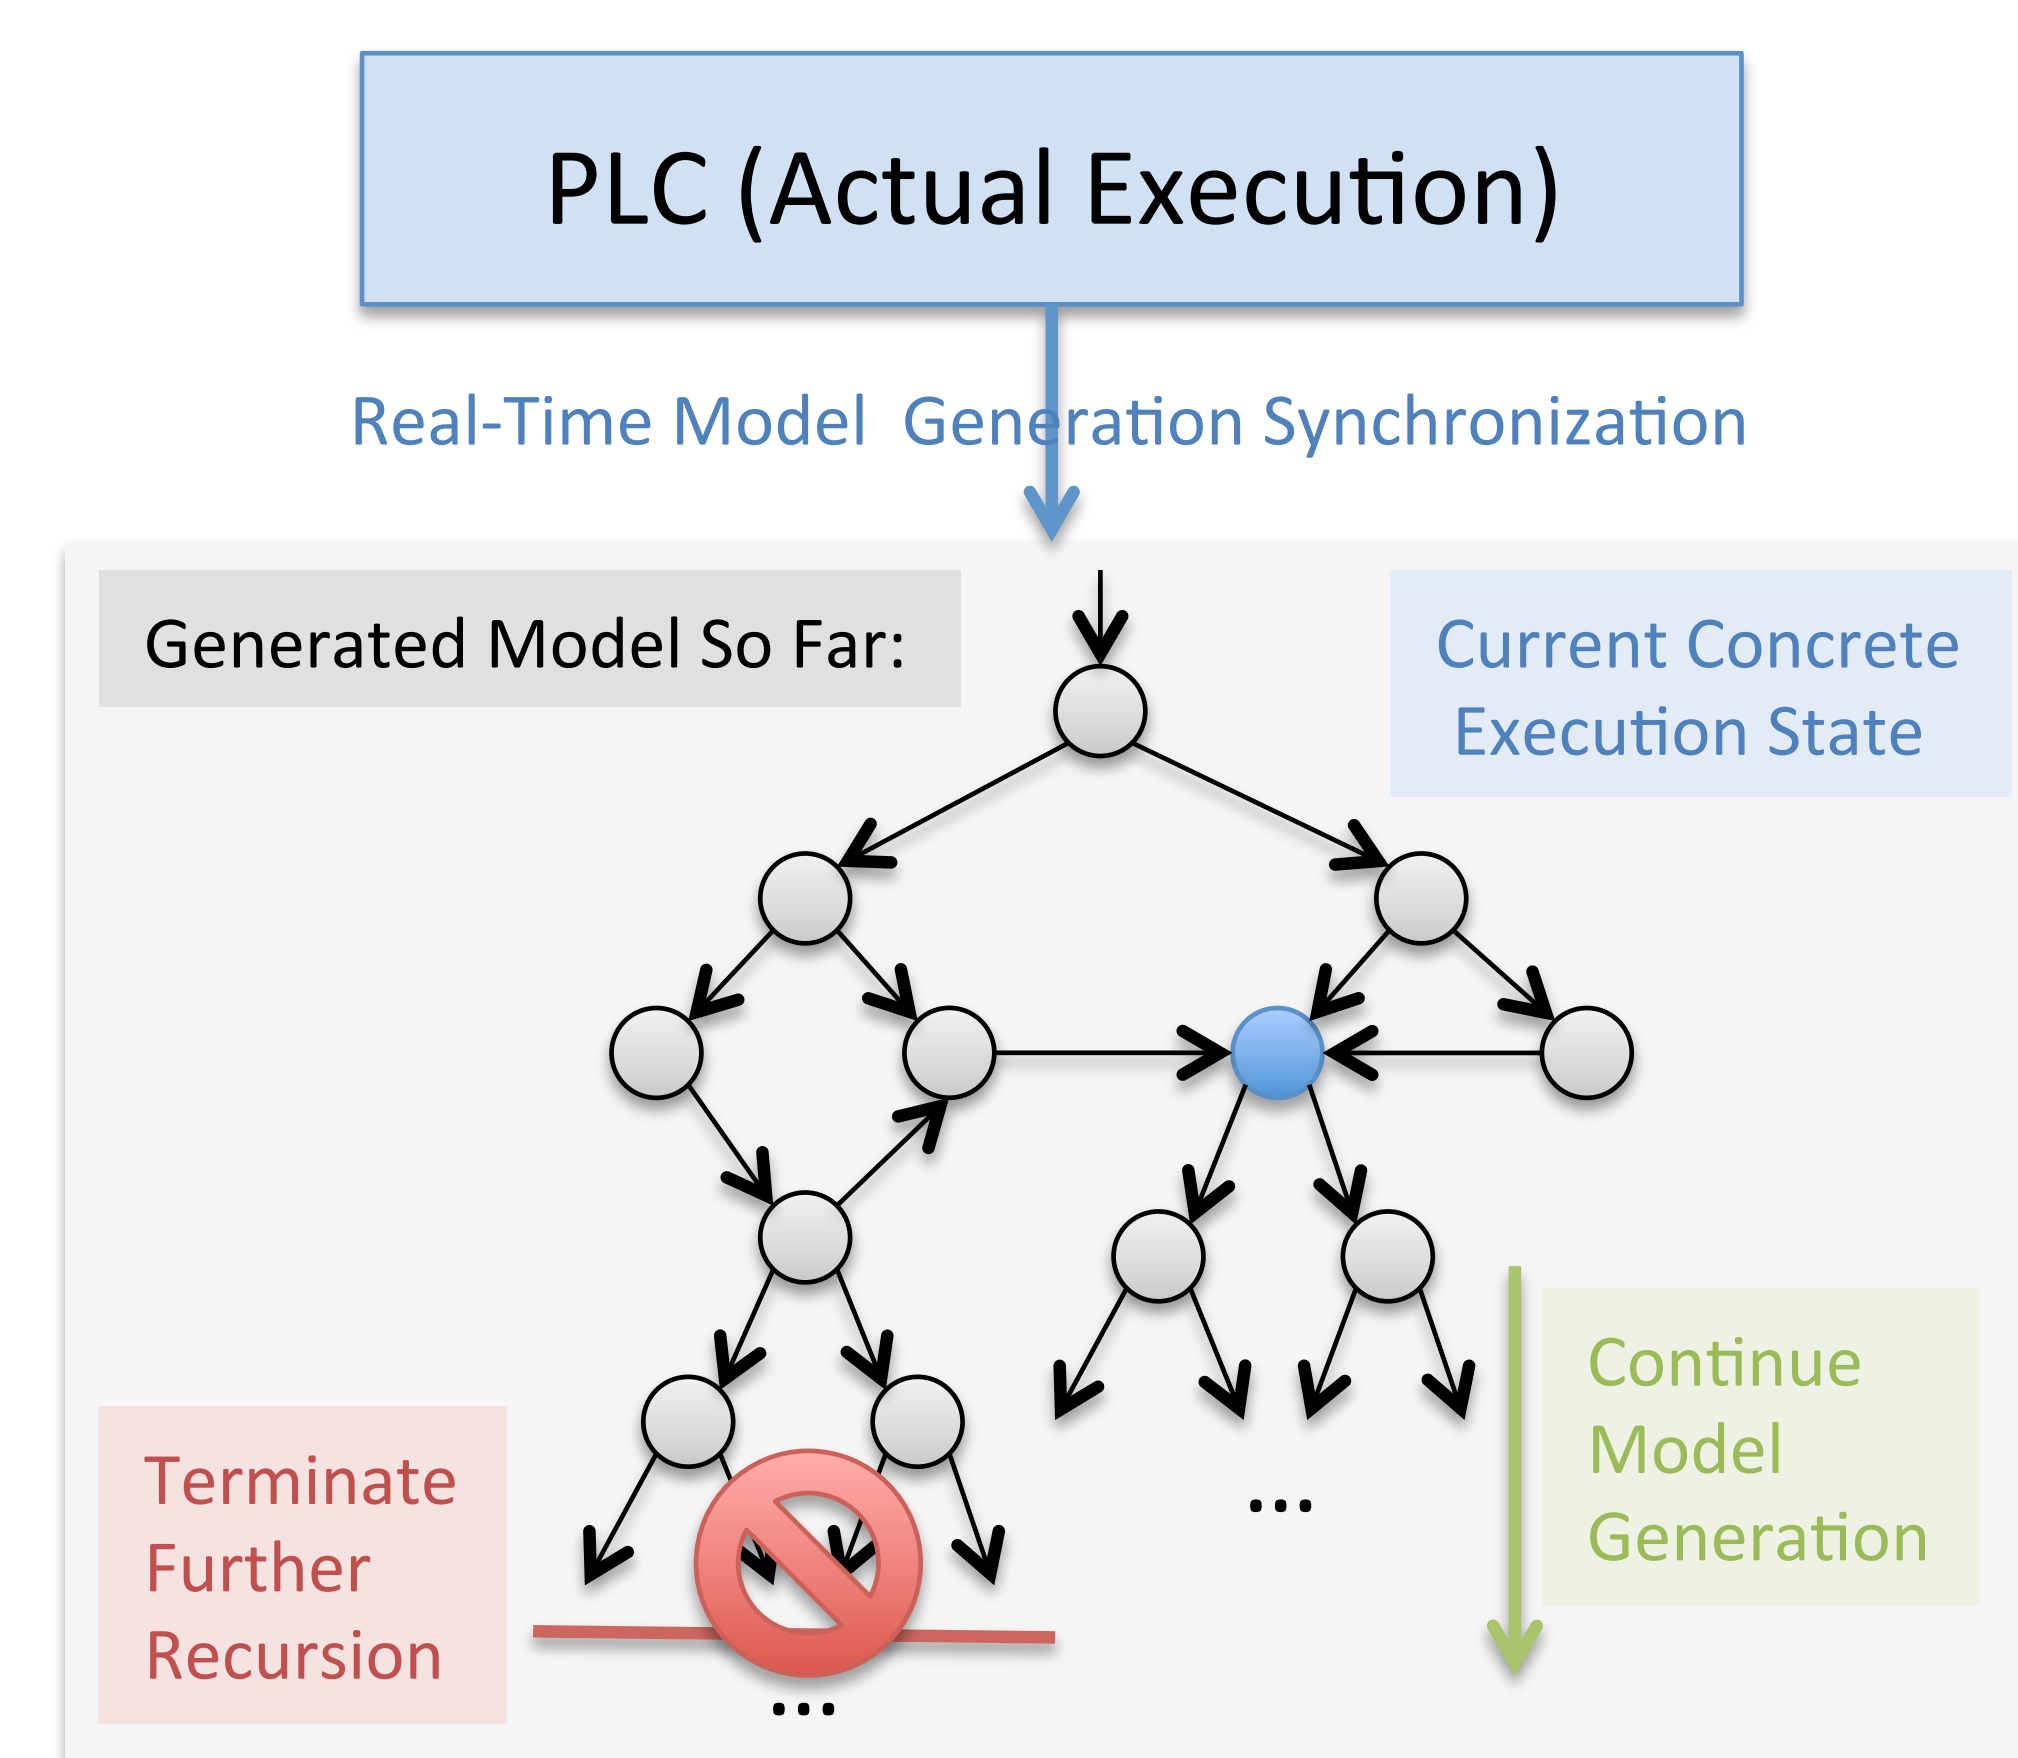 PLC (Actual Execution)
Real-Time Model Generation Synchronization
Generated Model So Far:
Current Concrete
Execution State
Continue
Model
Generation
...
Terminate
Further
Recursion
...